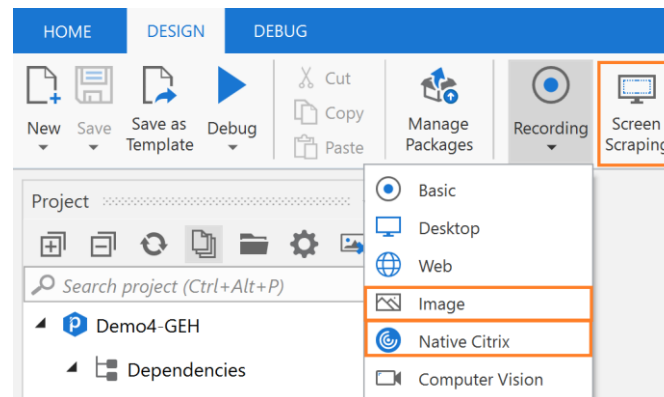 HOME DESIGN DEBUG
New Save Save as Template Debug
Cut
Copy
Paste
Manage Packages
Recording
Screen Scraping
Basic
Desktop
Web
Image
Native Citrix
Computer Vision
Project
Search project (Ctrl+Alt+P)
Demo4-GEH
Dependencies